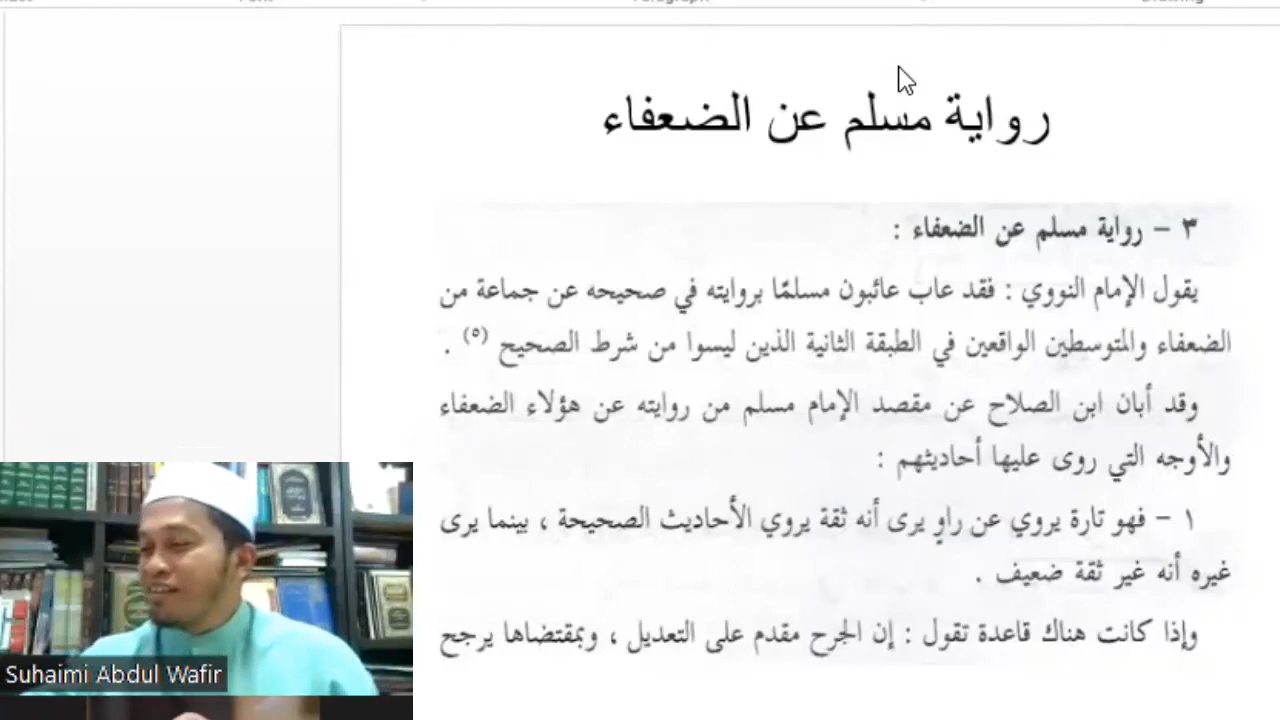 رواية مسلم عن الضعفاء
٣ – رواية مسلم عن الضعفاء :
يقول الإمام النووي : فقد عاب عائبون مسلمًا بروايته في صحيحه عن جماعة من
الضعفاء والمتوسطين الواقعين في الطبقة الثانية الذين ليسوا من شرط الصحيح (٥) .
وقد أبان ابن الصلاح عن مقصد الإمام مسلم من روايته عن هؤلاء الضعفاء
والأوجه التي روى عليها أحاديثهم :
١ – فهو تارة يروي عن راوٍ يرى أنه ثقة يروي الأحاديث الصحيحة ، بينما يرى
غيره أنه غير ثقة ضعيف .
وإذا كانت هناك قاعدة تقول : إن الجرح مقدم على التعديل ، وبمقتضاها يرجح
Suhaimi Abdul Wafir